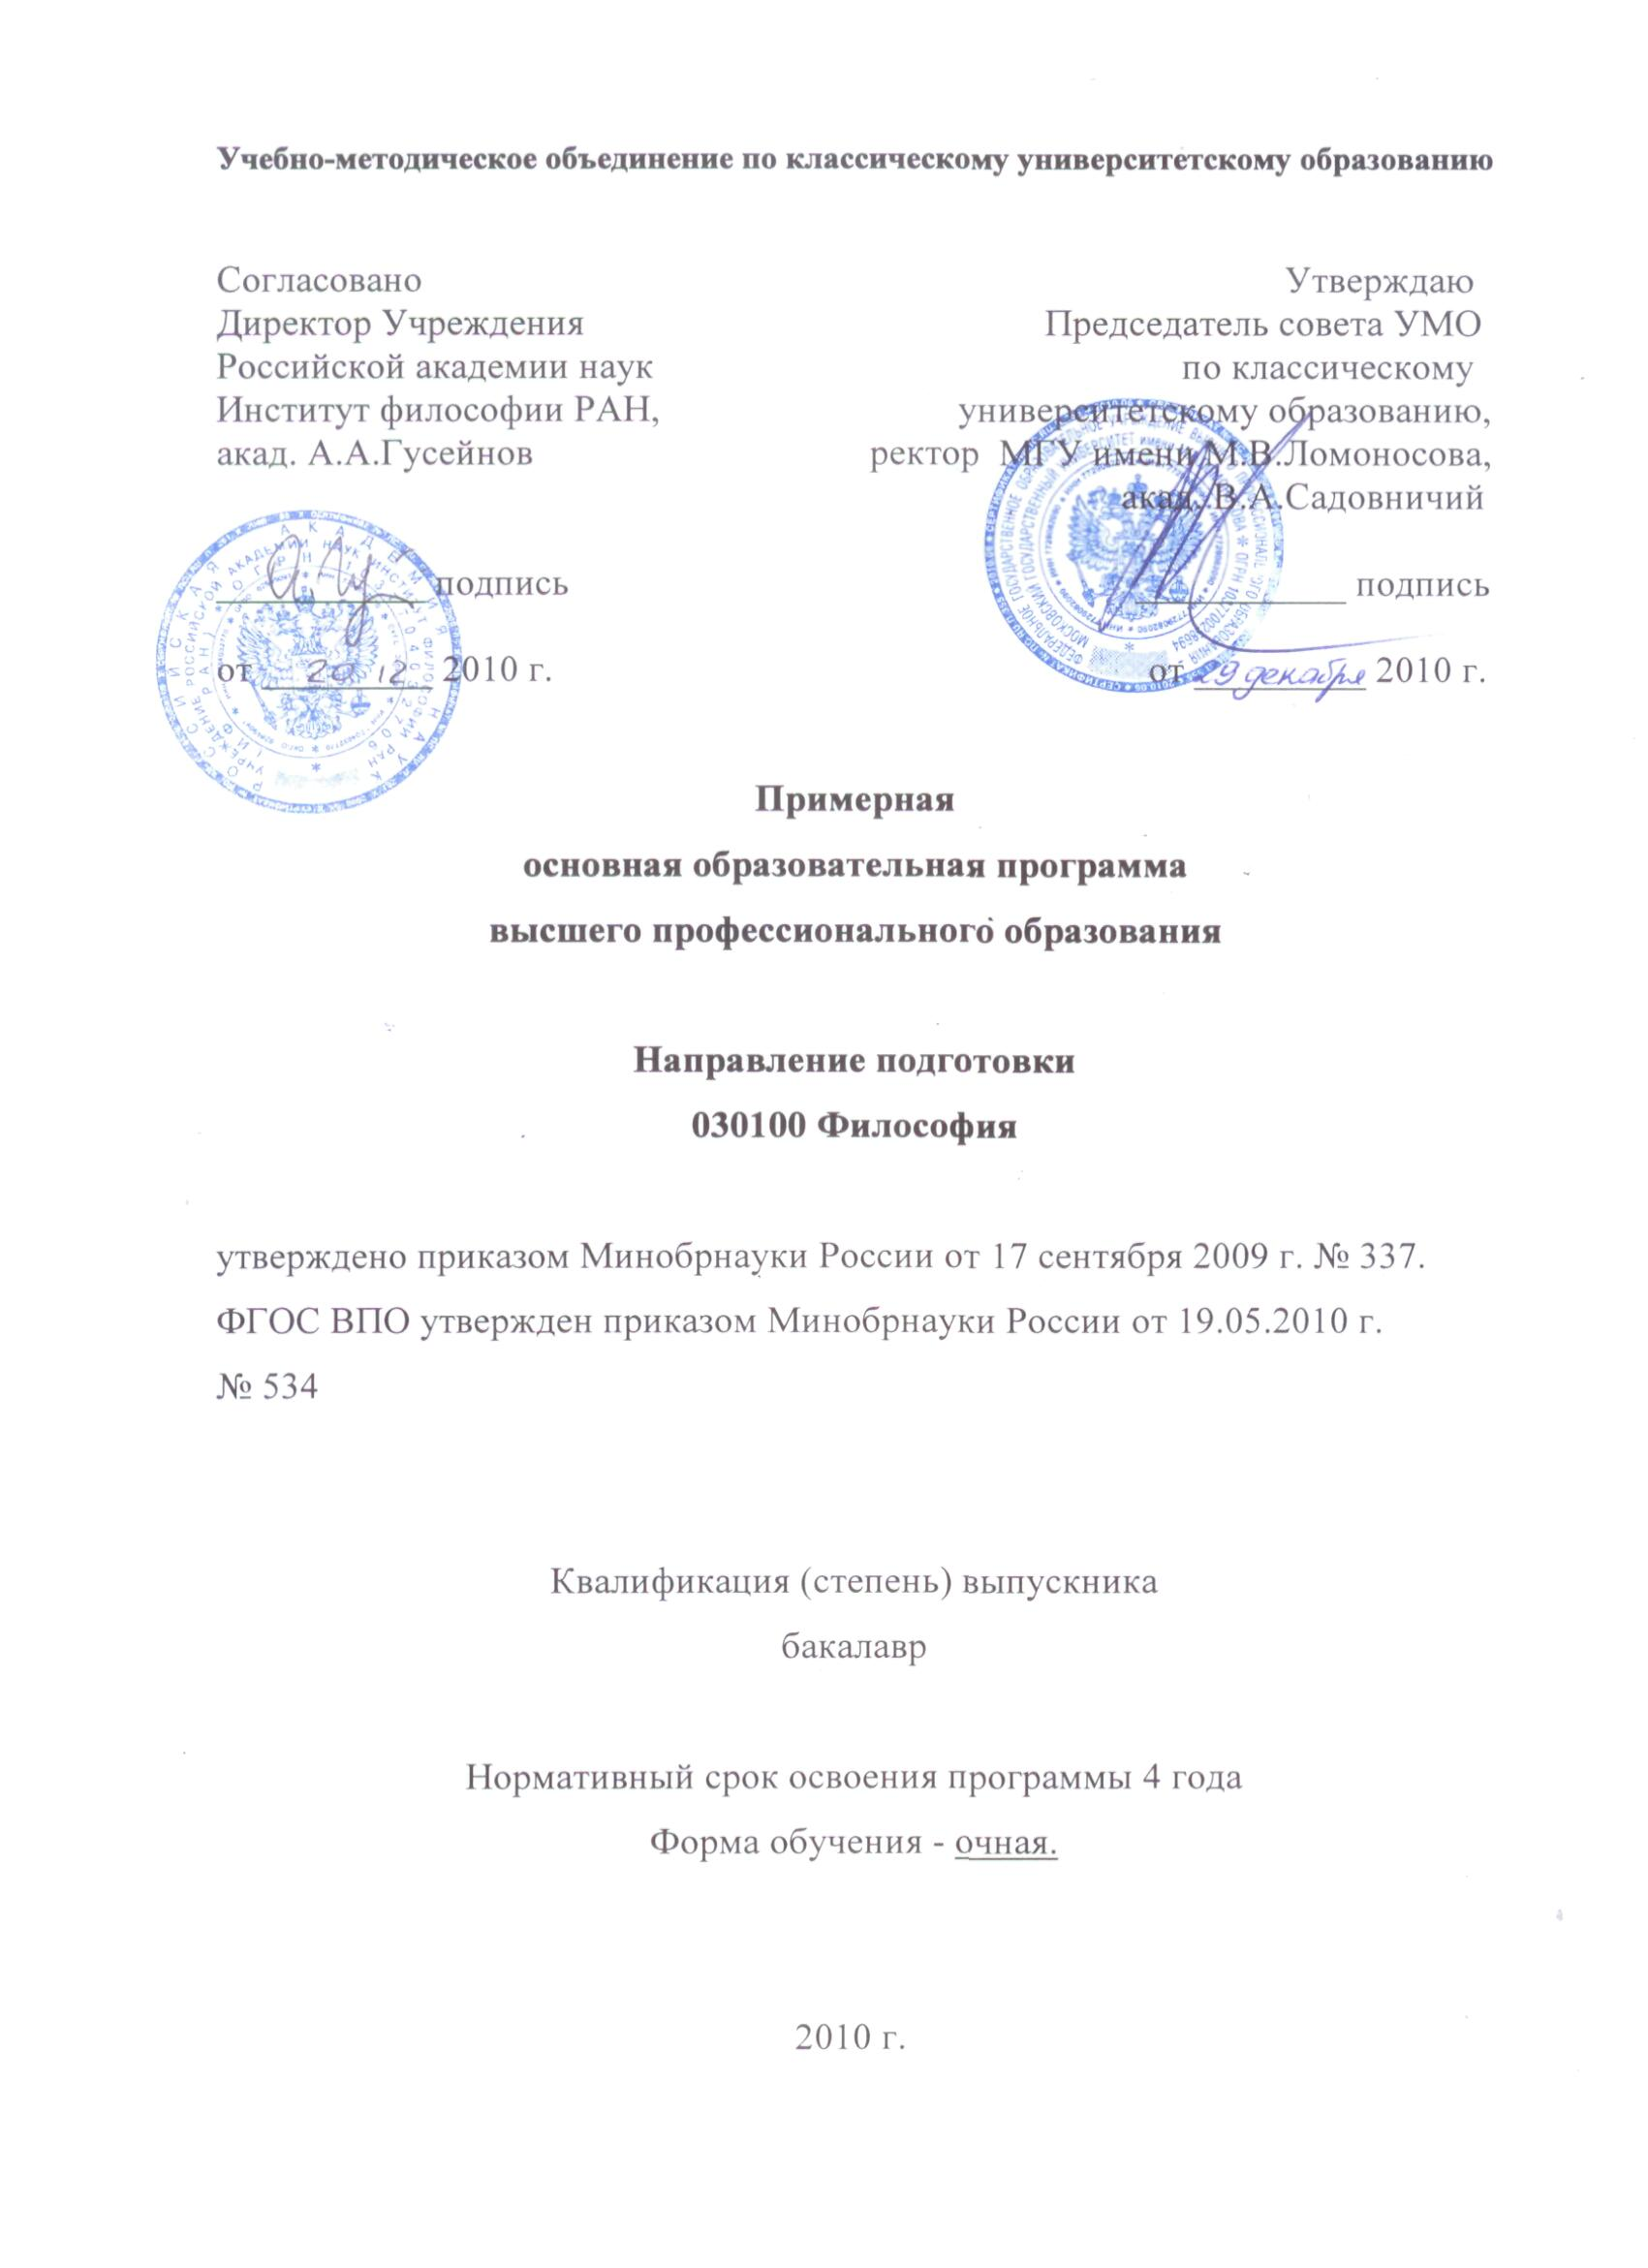 Учебно-методическое объединение по классическому университетскому образованию
Согласовано
Директор Учреждения
Российской академии наук
Институт философии РАН,
акад. А.А.Гусейнов
подпись
от 20 12 2010 г.
Утверждаю
Председатель совета УМО
по классическому
университетскому образованию,
ректор МГУ имени М.В.Ломоносова,
акад. В.А.Садовничий
подпись
от 29 декабря 2010 г.
РОССИЙСКАЯ АКАДЕМИЯ НАУК
Примерная
основная образовательная программа
высшего профессионального образования
Направление подготовки
030100 Философия
утверждено приказом Минобрнауки России от 17 сентября 2009 г. № 337.
ФГОС ВПО утвержден приказом Минобрнауки России от 19.05.2010 г.
№ 534
Квалификация (степень) выпускника
бакалавр
Нормативный срок освоения программы 4 года
Форма обучения - очная.
2010 г.